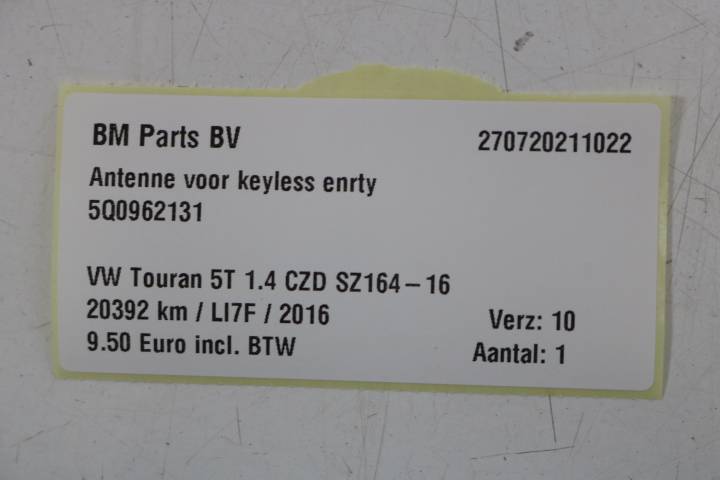 BM Parts BV 270720211022
Antenne voor keyless enrty
5Q0962131
VW Touran 5T 1.4 CZD SZ164-16
20392 km / LI7F / 2016 Verz: 10
9.50 Euro incl. BTW Aantal: 1